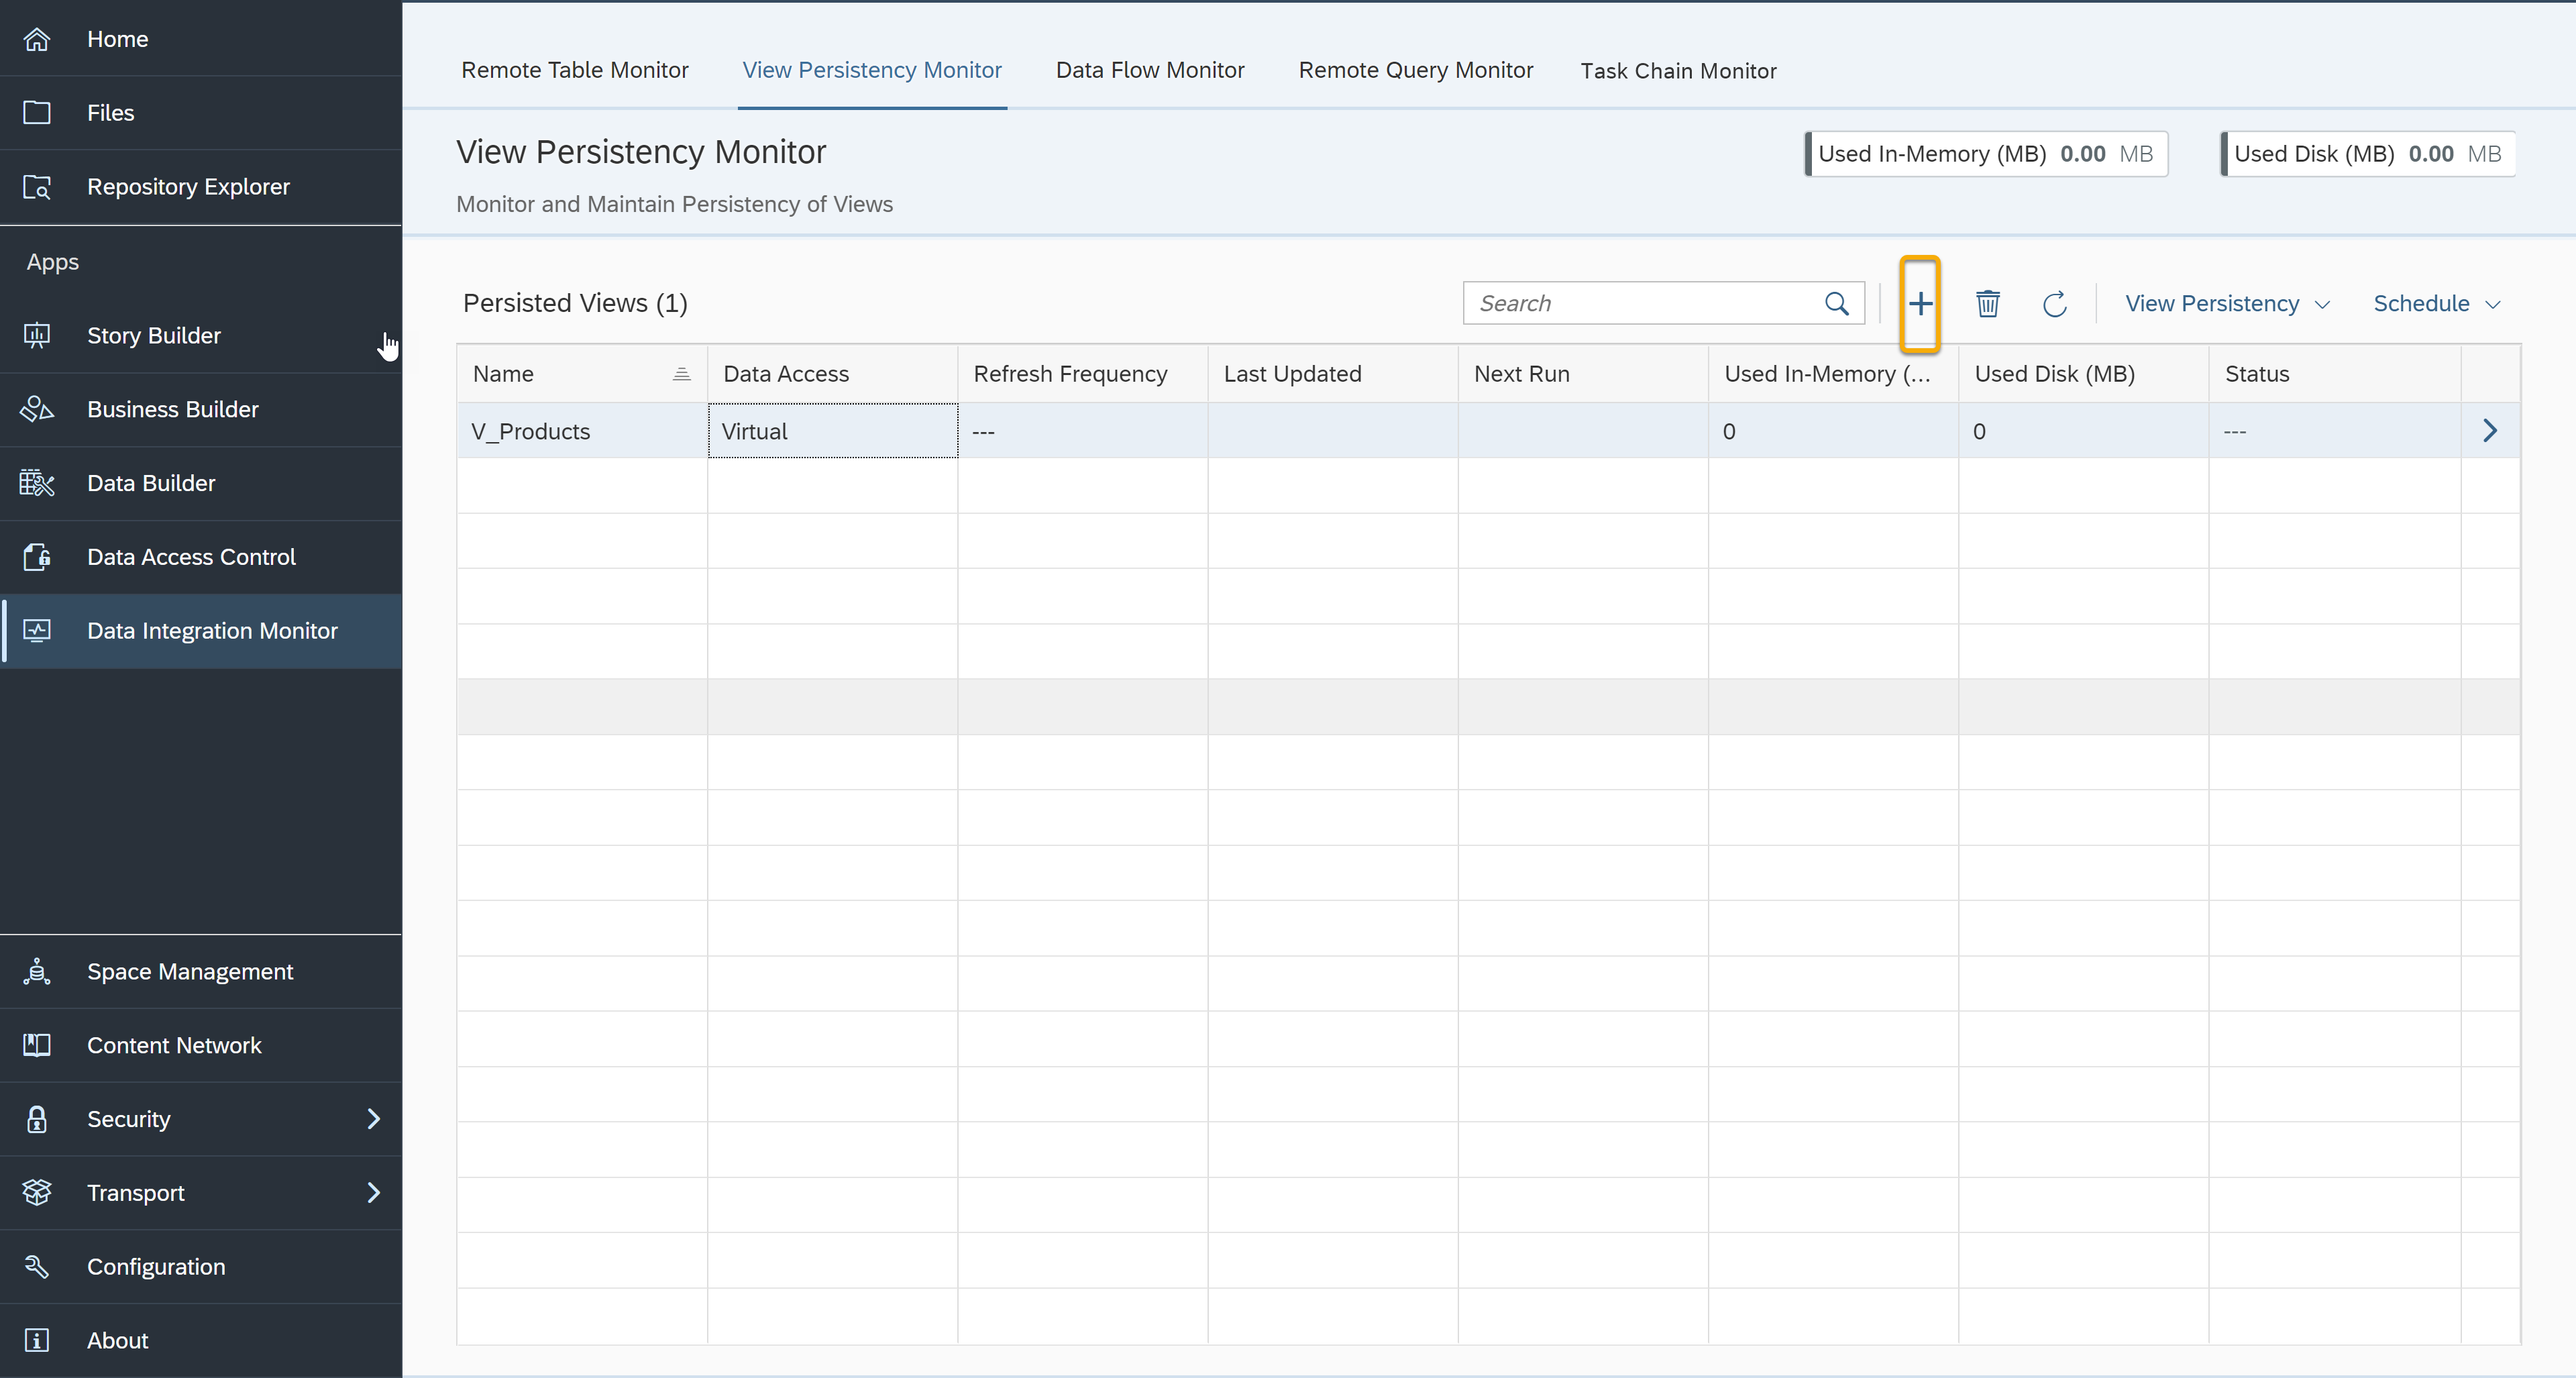 Home
Files
Repository Explorer
Apps
Story Builder
Business Builder
Data Builder
Data Access Control
Data Integration Monitor
Space Management
Content Network
Security
Transport
Configuration
About
Remote Table Monitor View Persistency Monitor Data Flow Monitor Remote Query Monitor Task Chain Monitor
View Persistency Monitor
Used In-Memory (MB) 0.00 MB Used Disk (MB) 0.00 MB
Monitor and Maintain Persistency of Views
Persisted Views (1) Search View Persistency Schedule
Name Data Access Refresh Frequency Last Updated Next Run Used In-Memory (... Used Disk (MB) Status
V_Products Virtual --- 0 0 ---